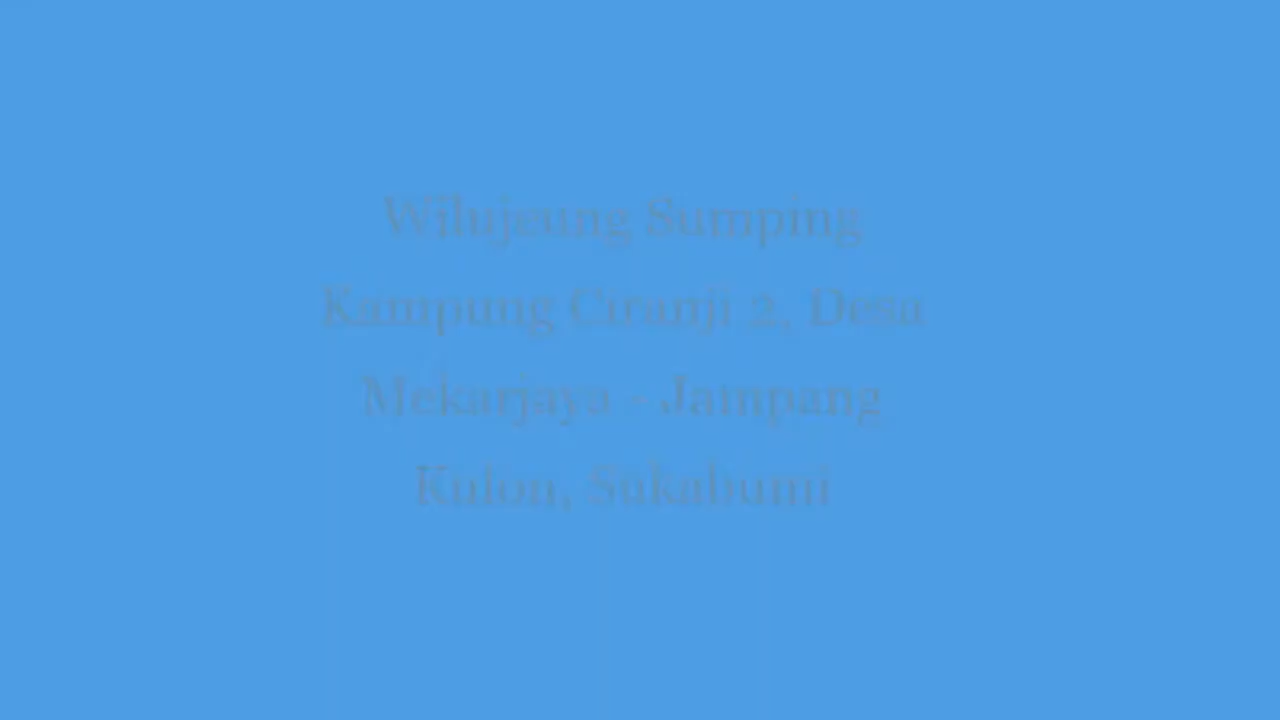 Wilujeung Sumping
Kampung Ciranji 2, Desa
Mekarjaya - Jampang
Kulon, Sukabumi